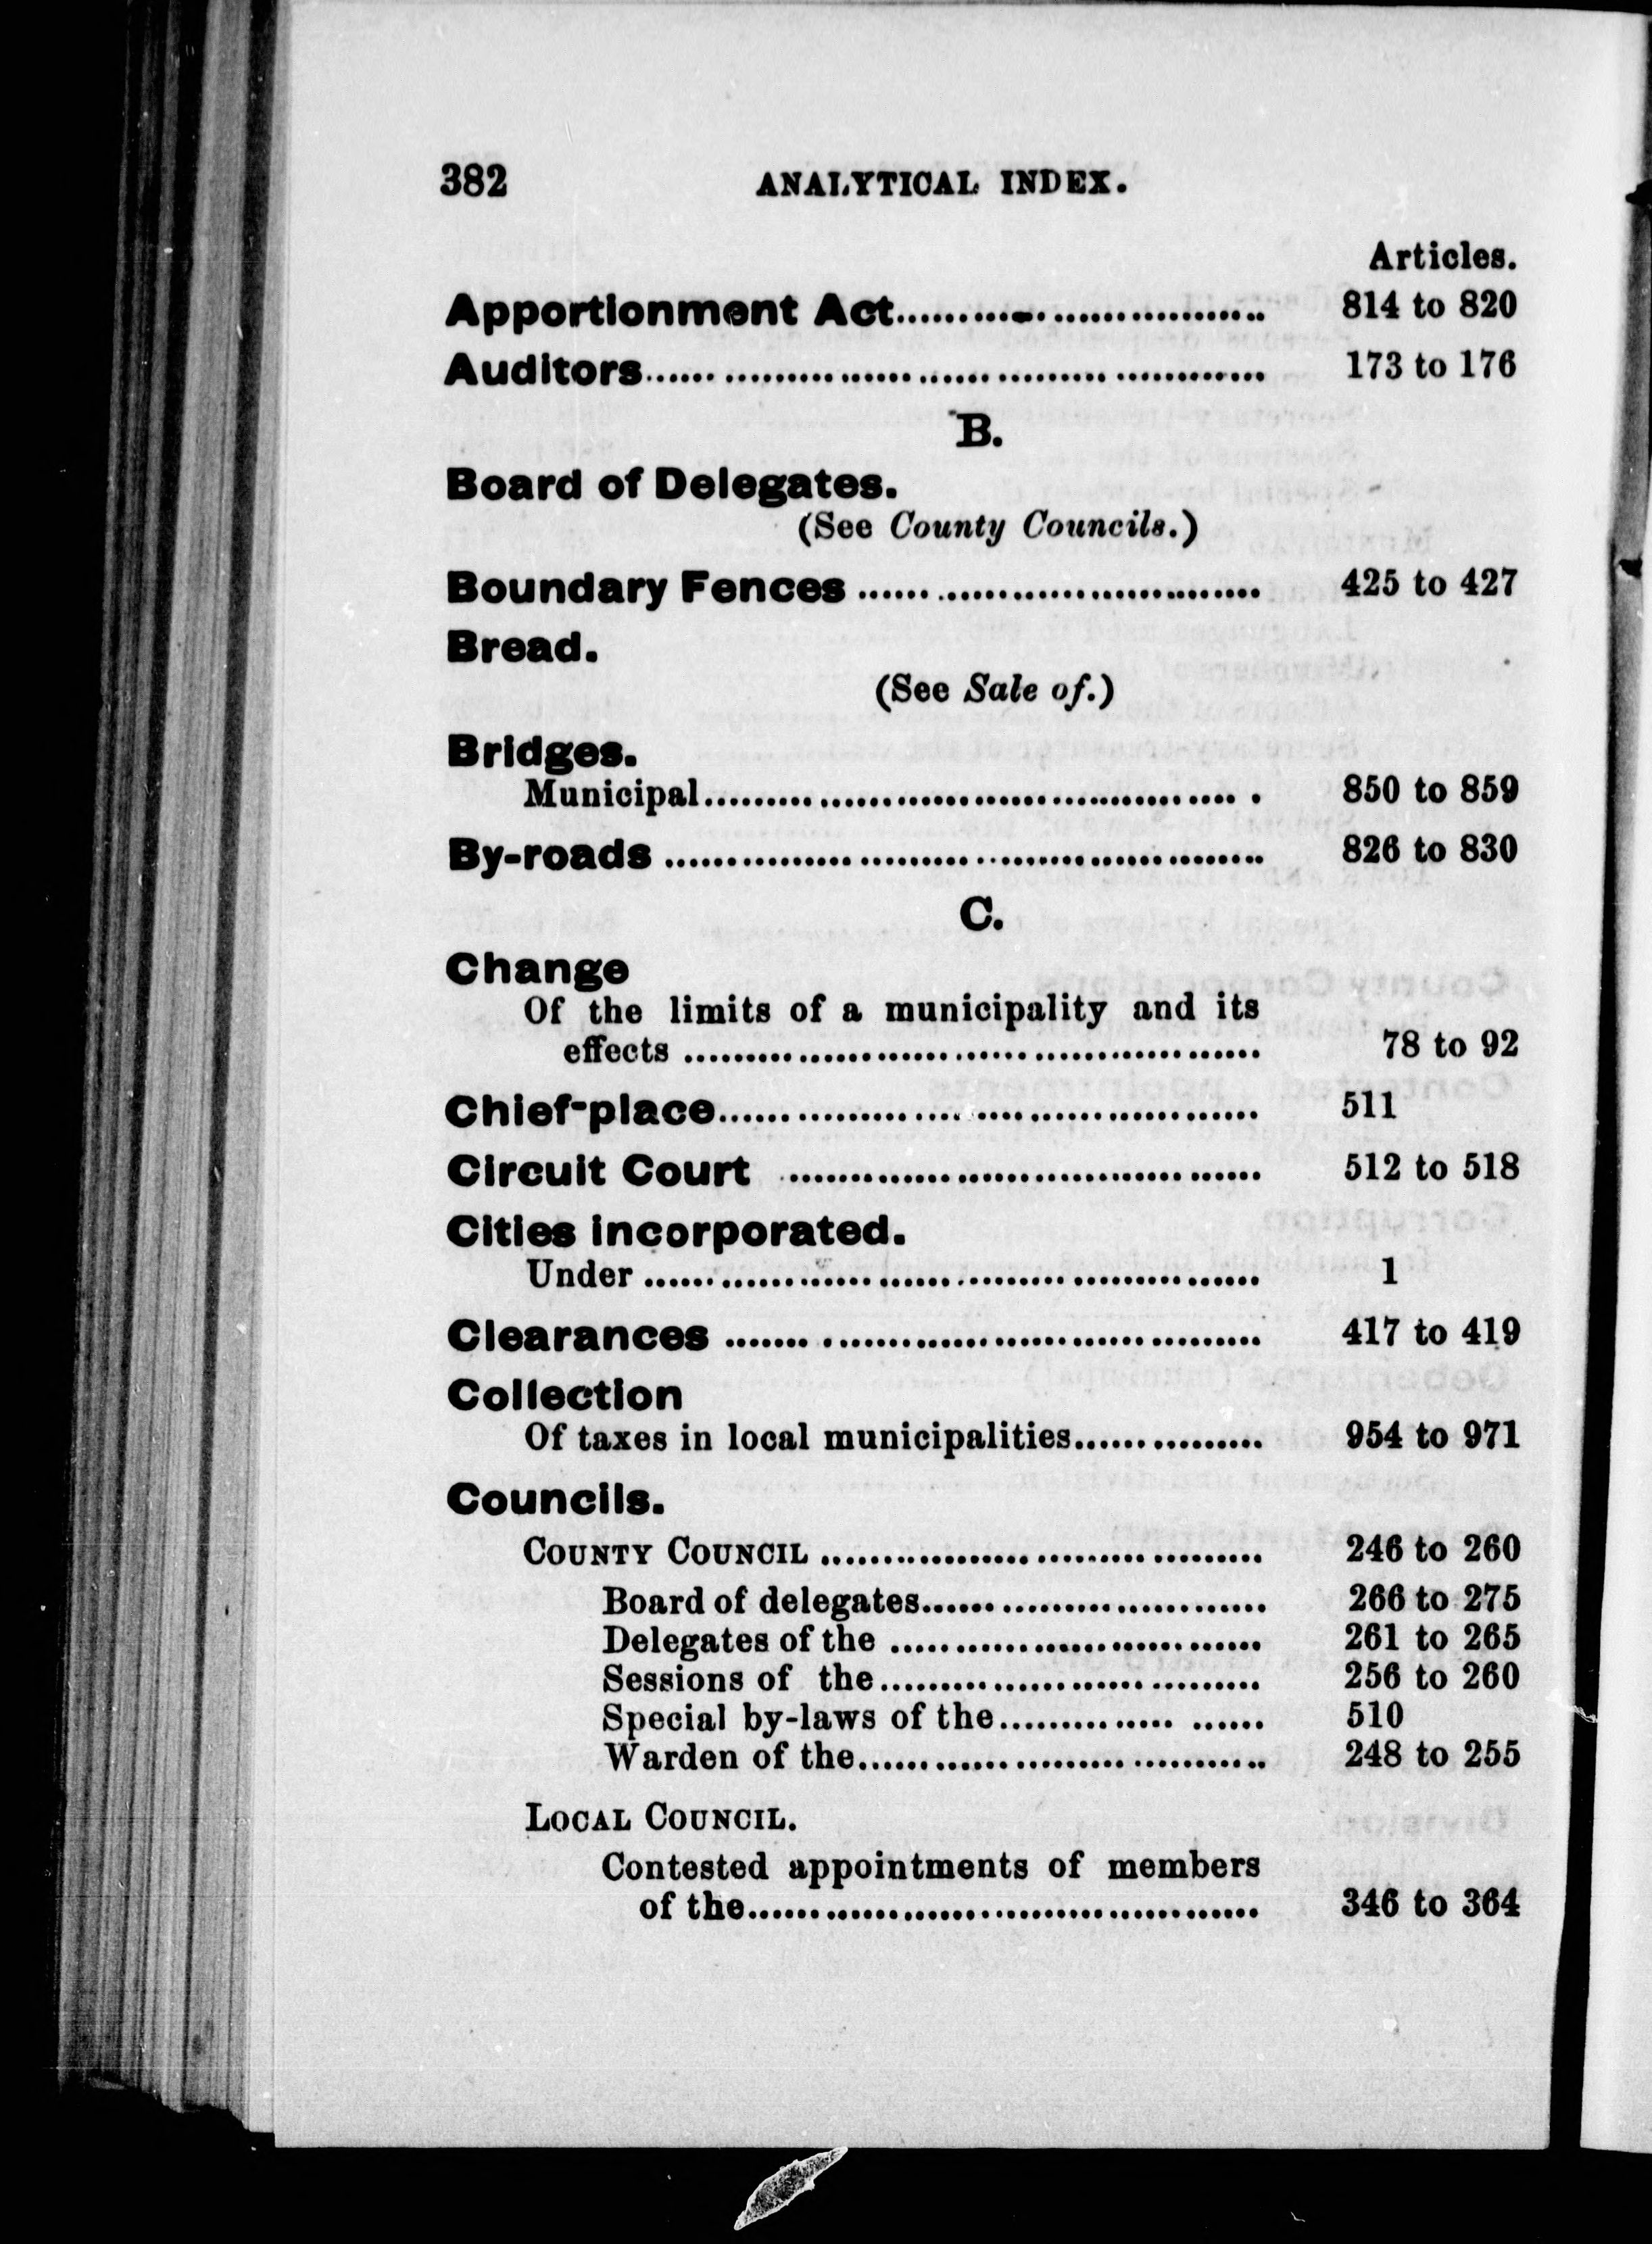 382 ANALYTICAL INDEX.
Articles.
Apportionment Act.................................... 814 to 820
Auditors.................................................. 173 to 176
B.
Board of Delegates.
(See County Councils.)
Boundary Fences ................................ 425 to 427
Bread.
(See Sale of.)
Bridges.
Municipal............................................ 850 to 859
By-roads ................................................ 826 to 830
C.
Change
Of the limits of a municipality and its
effects ............................................. 78 to 92
Chief-place............................................ 511
Circuit Court ...................................... 512 to 518
Cities incorporated.
Under ................................................ 1
Clearances .......................................... 417 to 419
Collection
Of taxes in local municipalities............... 954 to 971
Councils.
COUNTY COUNCIL ................................... 246 to 260
Board of delegates........................... 266 to 275
Delegates of the .............................. 261 to 265
Sessions of the............................... 256 to 260
Special by-laws of the..................... 510
Warden of the................................. 248 to 255
LOCAL COUNCIL.
Contested appointments of members
of the......................................... 346 to 364